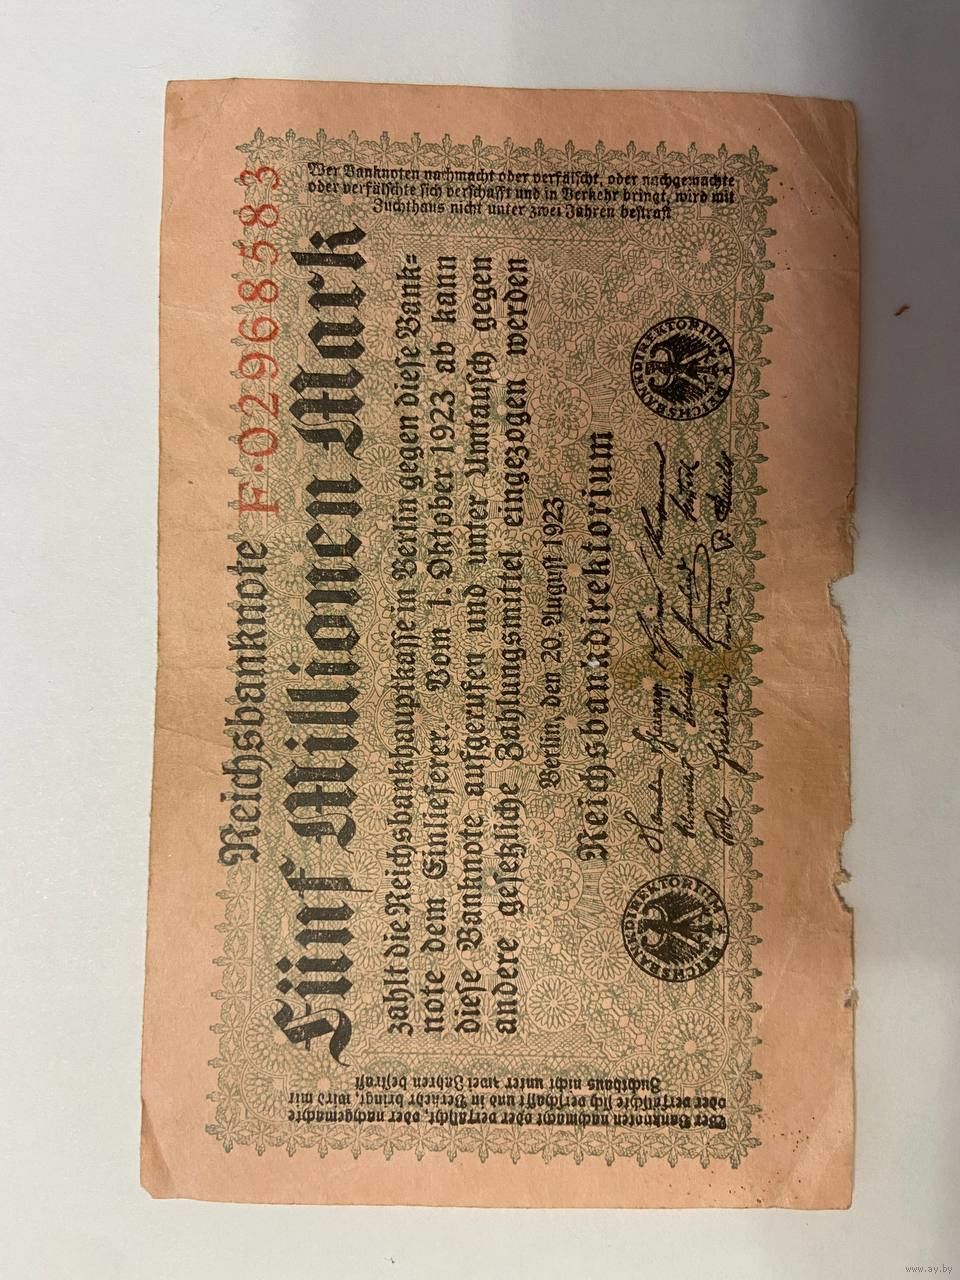 Reichsbanknote F·02968583
Fünf Millionen Mark
zahlt die Reichsbankhauptkasse in Berlin gegen diese Bank=
note dem Einlieferer. Vom 1. Oktober 1923 ab kann
diese Banknote aufgerufen und unter Umtausch gegen
andere gesetzliche Zahlungsmittel eingezogen werden
Berlin, den 20. August 1923
Reichsbankdirektorium
REICHSBANKDIREKTORIUM
REICHSBANKDIREKTORIUM
Wer Banknoten nachmacht oder verfälscht, oder nachgemachte
oder verfälschte sich verschafft und in Verkehr bringt, wird mit
Zuchthaus nicht unter zwei Jahren bestraft
Wer Banknoten nachmacht oder verfälscht, oder nachgemachte
oder verfälschte sich verschafft und in Verkehr bringt, wird mit
Zuchthaus nicht unter zwei Jahren bestraft
www.ay.by